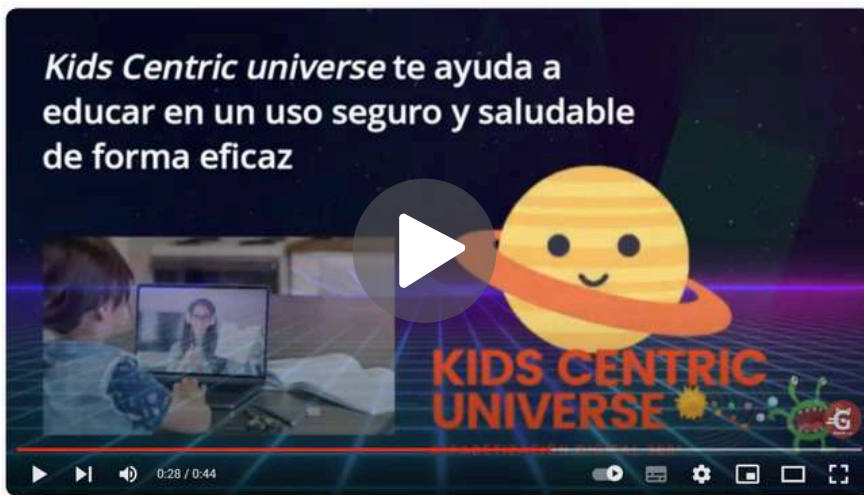 Kids Centric universe te ayuda a
educar en un uso seguro y saludable
de forma eficaz
KIDS CENTRIC
UNIVERSE
G
0:28 / 0:44